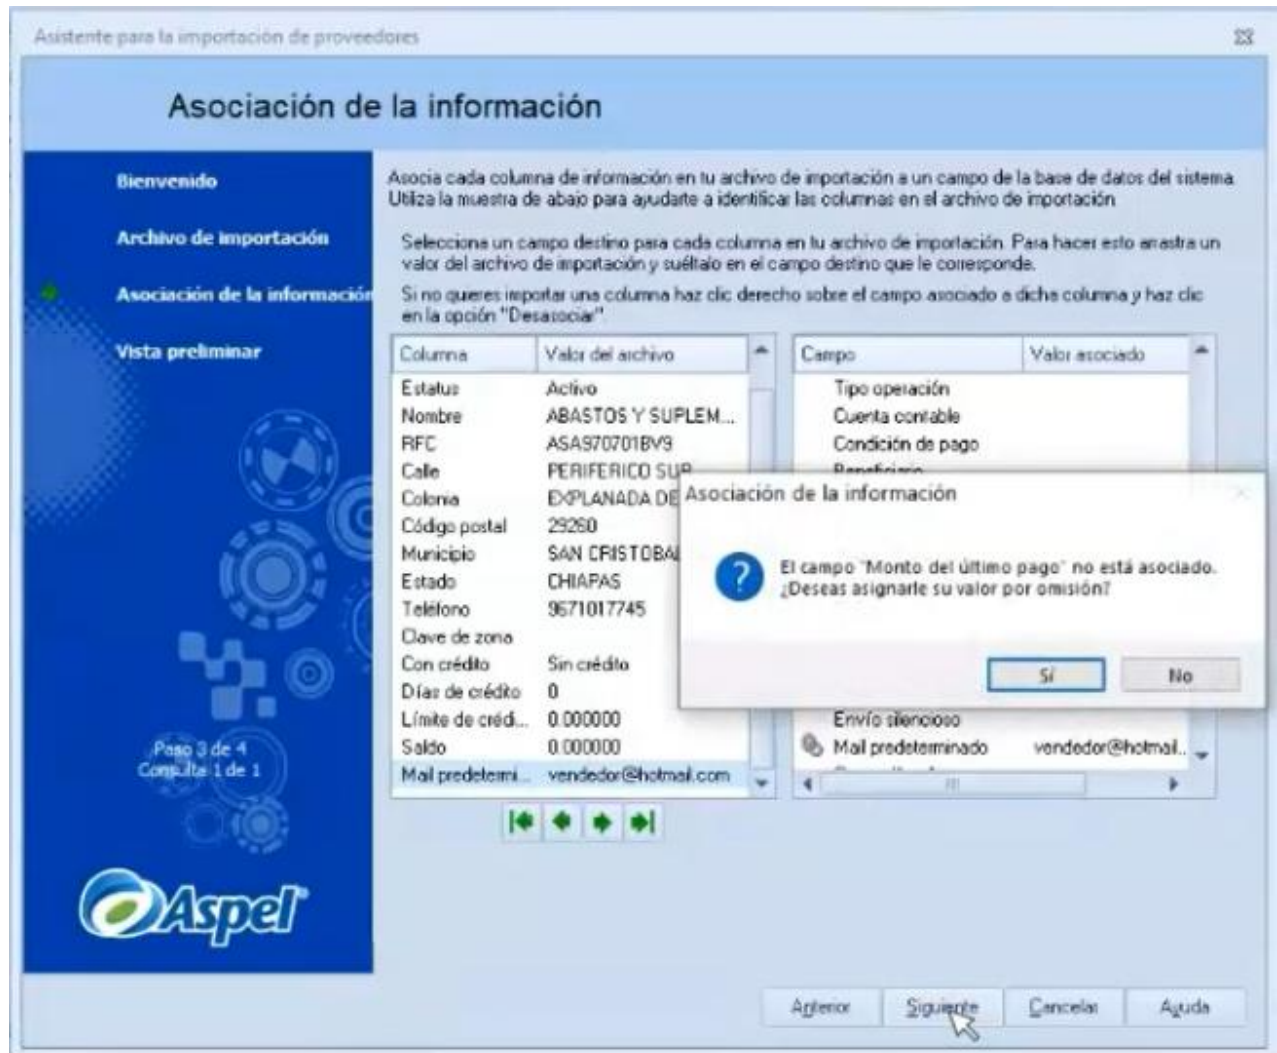 Asistente para la importación de proveedores
Asociación de la información
Bienvenido
Archivo de importación
Asociación de la información
Vista preliminar
Paso 3 de 4
Consulta 1 de 1
Aspel
Asocia cada columna de información en tu archivo de importación a un campo de la base de datos del sistema.
Utiliza la muestra de abajo para ayudarte a identificar las columnas en el archivo de importación
Selecciona un campo destino para cada columna en tu archivo de importación. Para hacer esto arrastra un
valor del archivo de importación y suéltalo en el campo destino que le corresponde.
Si no quieres importar una columna haz clic derecho sobre el campo asociado a dicha columna y haz clic
en la opción "Desasociar".
Columna Valor del archivo
Estatus Activo
Nombre ABASTOS Y SUPLEM...
RFC ASA970701BV9
Calle PERIFERICO SUR
Colonia EXPLANADA DE
Código postal 29260
Municipio SAN CRISTOBAL
Estado CHIAPAS
Teléfono 9671017745
Clave de zona
Con crédito Sin crédito
Días de crédito 0
Límite de crédi... 0.000000
Saldo 0.000000
Mail predetermi... vendedor@hotmail.com
Campo Valor asociado
Tipo operación
Cuenta contable
Condición de pago
Beneficiario
Envío silencioso
Mail predeterminado vendedor@hotmail..
Asociación de la información
El campo "Monto del último pago" no está asociado.
¿Deseas asignarle su valor por omisión?
Sí No
Anterior Siguiente Cancelar Ayuda